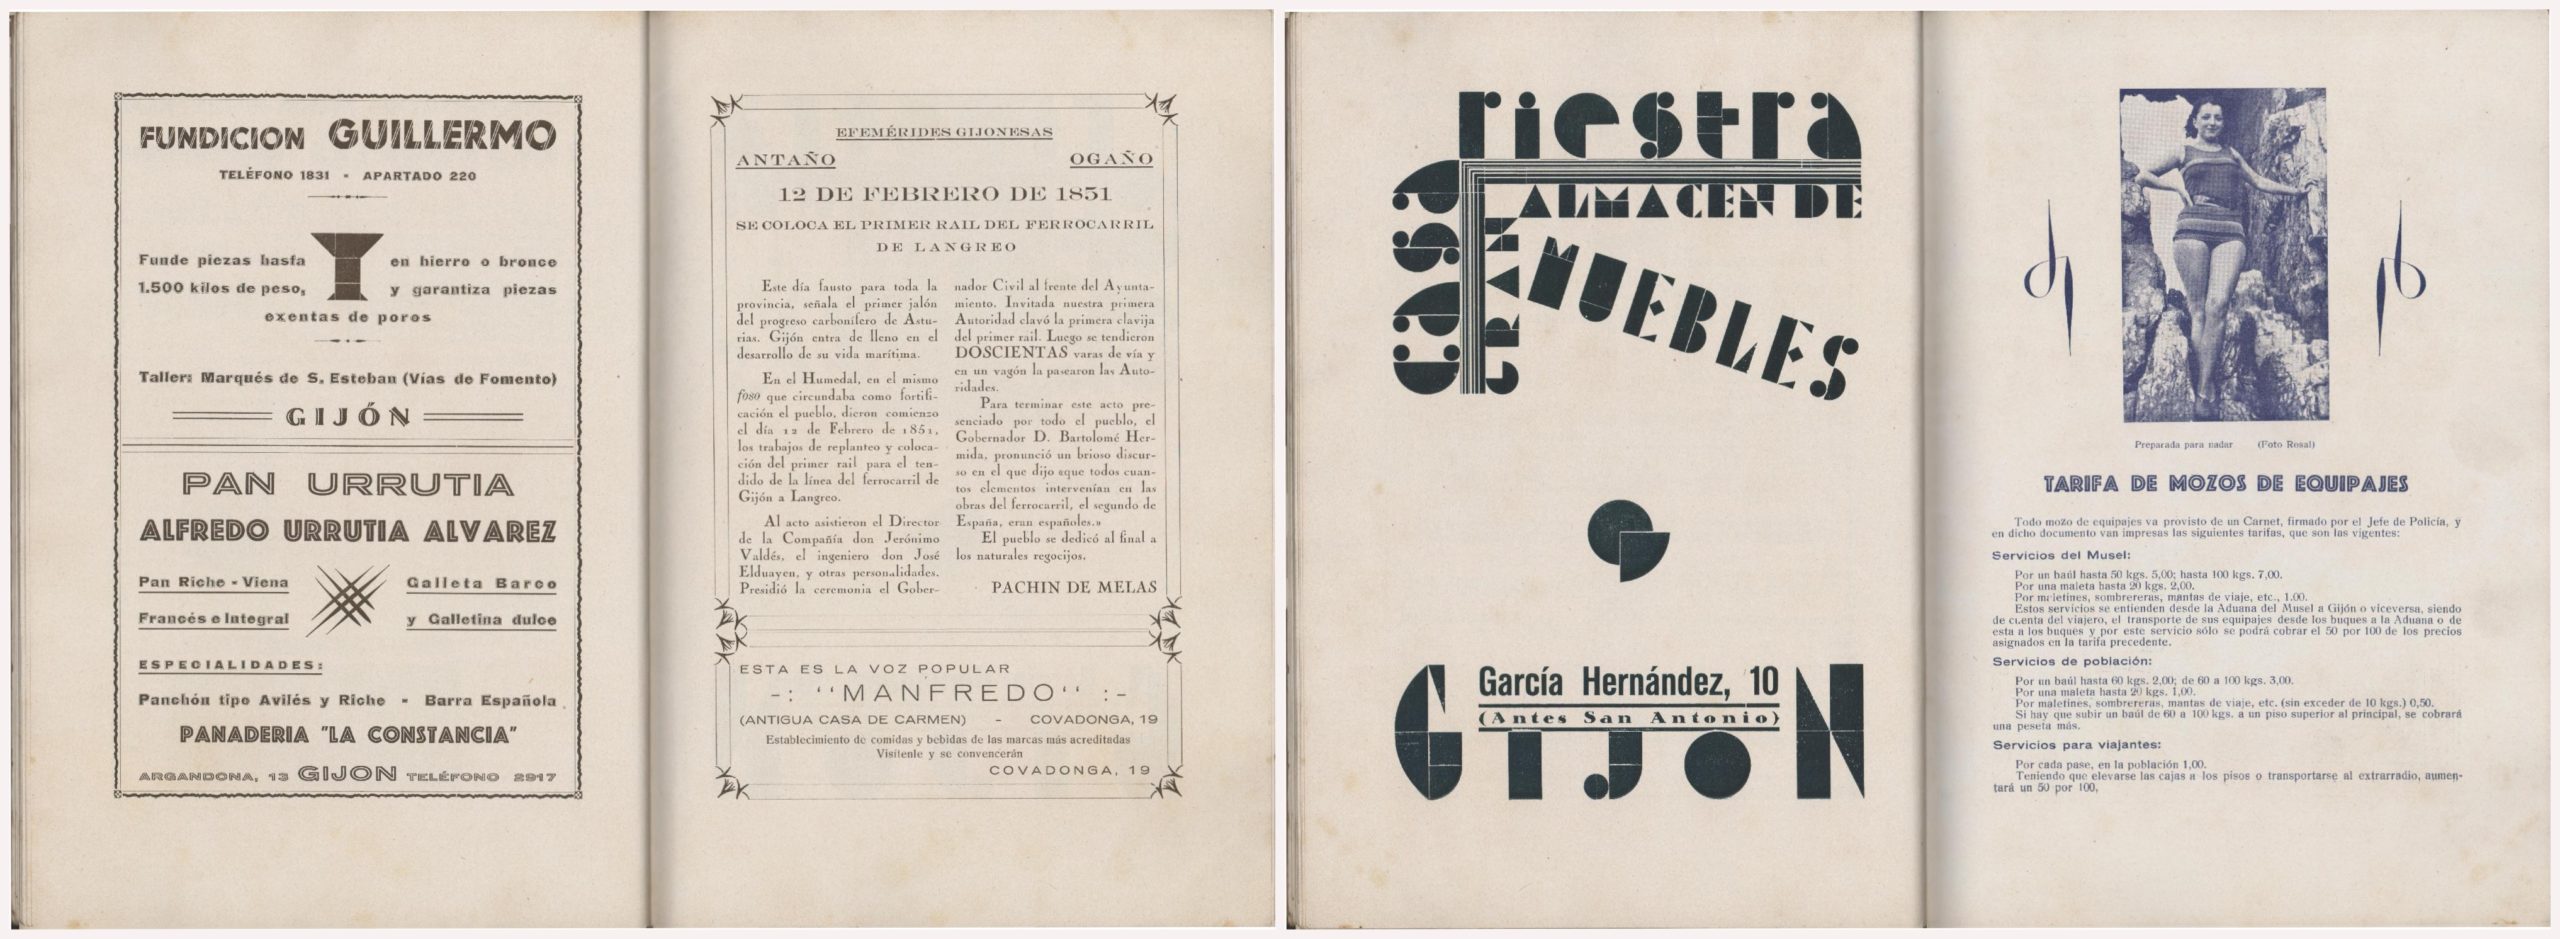 FUNDICION GUILLERMO
TELÉFONO 1831 - APARTADO 220
Funde piezas hasta en hierro o bronce
1.500 kilos de peso, y garantiza piezas
exentas de poros
Taller: Marqués de S. Esteban (Vías de Fomento)
GIJÓN
PAN URRUTIA
ALFREDO URRUTIA ALVAREZ
Pan Riche - Viena
Francés e Integral
Galleta Barco
y Galletina dulce
ESPECIALIDADES:
Panchón tipo Avilés y Riche - Barra Española
PANADERIA "LA CONSTANCIA"
ARGANDONA, 13 GIJON TELÉFONO 2917
EFEMÉRIDES GIJONESAS
ANTAÑO OGAÑO
12 DE FEBRERO DE 1851
SE COLOCA EL PRIMER RAIL DEL FERROCARRIL
DE LANGREO
Este día fausto para toda la
provincia, señala el primer jalón
del progreso carbonífero de Astu-
rias. Gijón entra de lleno en el
desarrollo de su vida marítima.
En el Humedal, en el mismo
foso que circundaba como fortifi-
cación el pueblo, dieron comienzo
el día 12 de Febrero de 1851,
los trabajos de replanteo y coloca-
ción del primer rail para el ten-
dido de la línea del ferrocarril de
Gijón a Langreo.
Al acto asistieron el Director
de la Compañía don Jerónimo
Valdés, el ingeniero don José
Elduayen, y otras personalidades.
Presidió la ceremonia el Gober-
nador Civil al frente del Ayunta-
miento. Invitada nuestra primera
Autoridad clavó la primera clavija
del primer rail. Luego se tendieron
DOSCIENTAS varas de vía y
en un vagón la pasearon las Auto-
ridades.
Para terminar este acto pre-
senciado por todo el pueblo, el
Gobernador D. Bartolomé Her-
mida, pronunció un brioso discur-
so en el que dijo «que todos cuan-
tos elementos intervenían en las
obras del ferrocarril, el segundo de
España, eran españoles.»
El pueblo se dedicó al final a
los naturales regocijos.
PACHIN DE MELAS
ESTA ES LA VOZ POPULAR
-: ‘‘MANFREDO‘‘ :-
(ANTIGUA CASA DE CARMEN) - COVADONGA, 19
Establecimiento de comidas y bebidas de las marcas más acreditadas
Visítenle y se convencerán
COVADONGA, 19
casa riestra
GRAN ALMACEN DE
MUEBLES
García Hernández, 10
(Antes San Antonio)
GIJON
Preparada para nadar (Foto Resal)
TARIFA DE MOZOS DE EQUIPAJES
Todo mozo de equipajes va provisto de un Carnet, firmado por el Jefe de Policía, y
en dicho documento van impresas las siguientes tarifas, que son las vigentes:
Servicios del Musel:
Por un baúl hasta 50 kgs. 5,00; hasta 100 kgs. 7,00.
Por una maleta hasta 20 kgs. 2,00.
Por maletines, sombrereras, mantas de viaje, etc., 1.00.
Estos servicios se entienden desde la Aduana del Musel a Gijón o viceversa, siendo
de cuenta del viajero, el transporte de sus equipajes desde los buques a la Aduana o de
esta a los buques y por este servicio sólo se podrá cobrar el 50 por 100 de los precios
asignados en la tarifa precedente.
Servicios de población:
Por un baúl hasta 60 kgs. 2,00; de 60 a 100 kgs. 3,00.
Por una maleta hasta 20 kgs. 1,00.
Por maletines, mantas de viaje, etc. (sin exceder de 10 kgs.) 0,50.
Si hay que subir un baúl de 60 a 100 kgs. a un piso superior al principal, se cobrará
una peseta más.
Servicios para viajantes:
Por cada pase, en la población 1,00.
Teniendo que elevarse las cajas a los pisos o transportarse al extrarradio, aumen-
tará un 50 por 100,